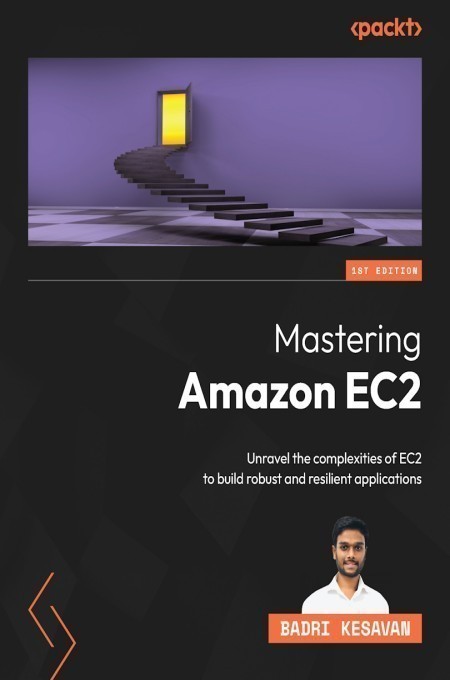 <packt>
1ST EDITION
Mastering
Amazon EC2
Unravel the complexities of EC2
to build robust and resilient applications
BADRI KESAVAN